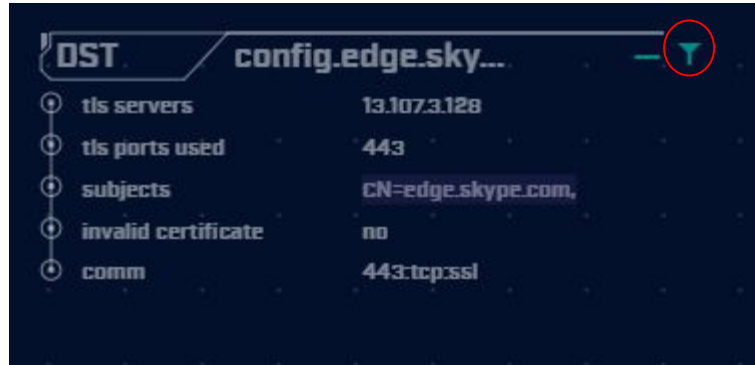 DST config.edge.sky...
tls servers 13.107.3.128
tls ports used 443
subjects CN=edge.skype.com,
invalid certificate no
comm 443:tcp:ssl